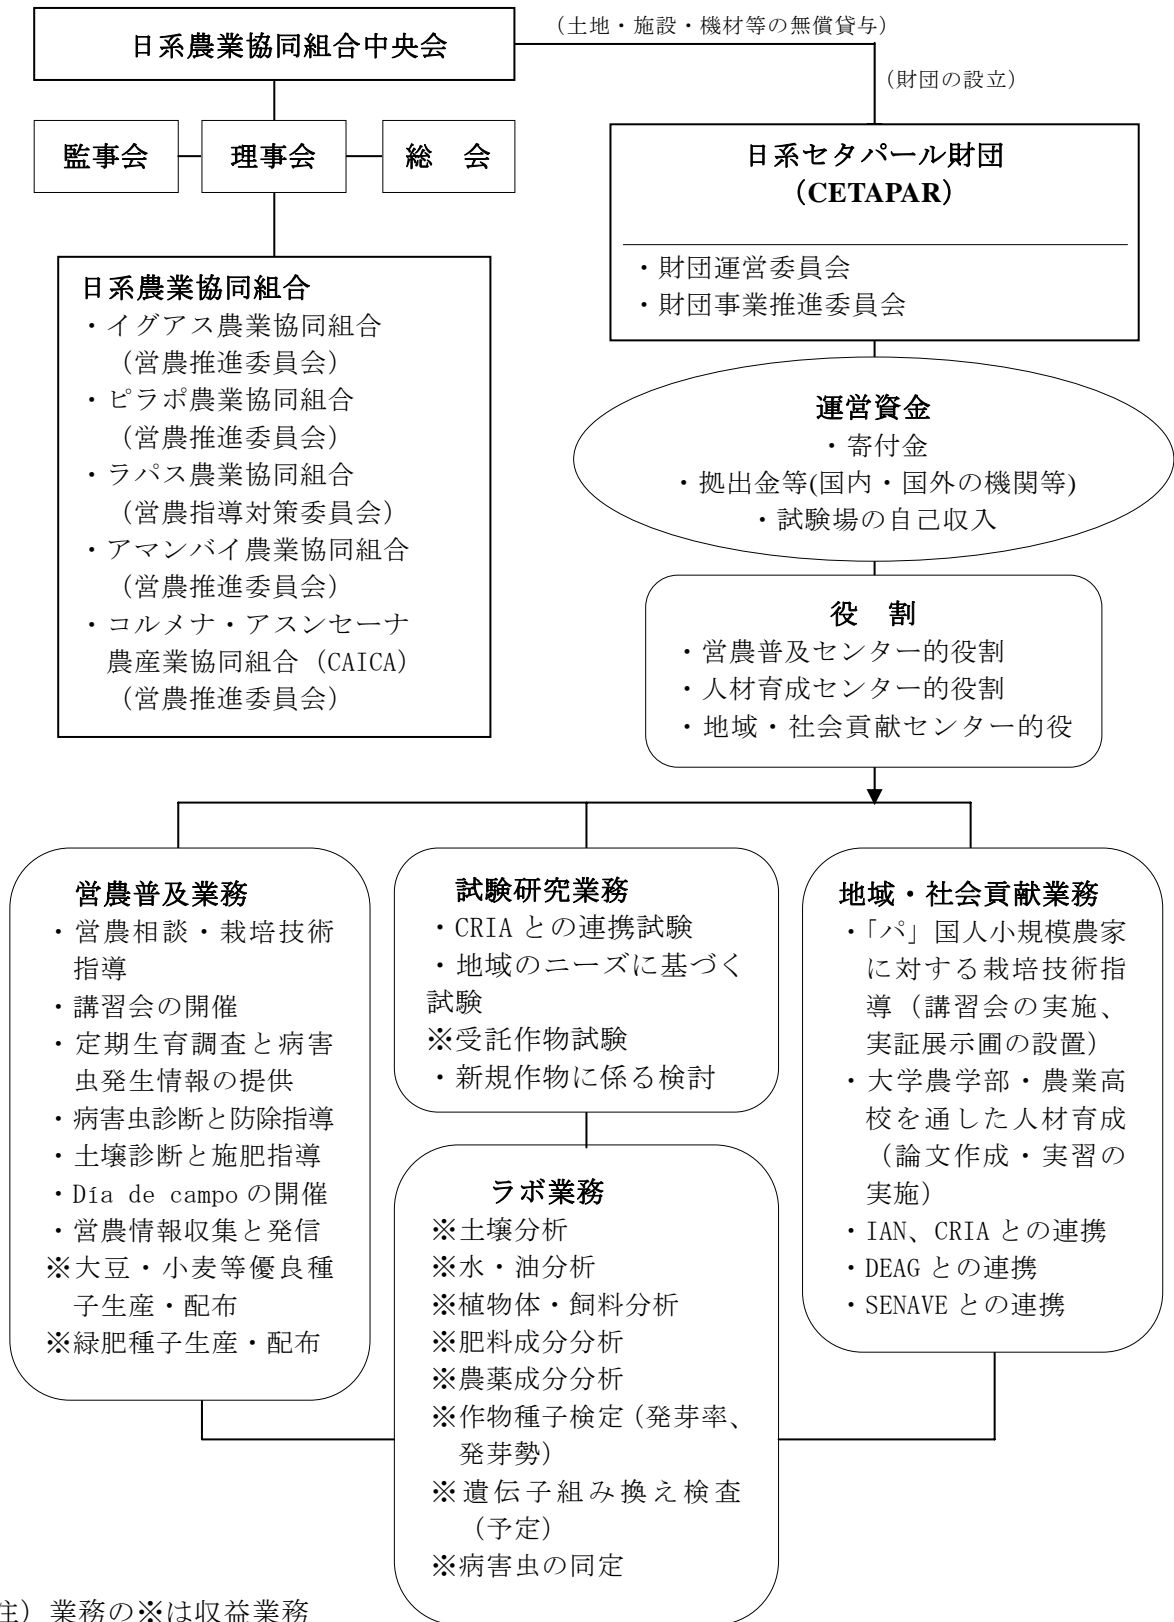 日系農業協同組合中央会
（土地・施設・機材等の無償貸与）
（財団の設立）
監事会
理事会
総　会
日系セタパール財団
（CETAPAR）
・財団運営委員会
・財団事業推進委員会
日系農業協同組合
・イグアス農業協同組合
（営農推進委員会）
・ピラポ農業協同組合
（営農推進委員会）
・ラパス農業協同組合
（営農指導対策委員会）
・アマンバイ農業協同組合
（営農推進委員会）
・コルメナ・アスンセーナ
農産業協同組合（CAICA）
（営農推進委員会）
運営資金
・寄付金
・拠出金等(国内・国外の機関等)
・試験場の自己収入
役　割
・営農普及センター的役割
・人材育成センター的役割
・地域・社会貢献センター的役
営農普及業務
・営農相談・栽培技術
指導
・講習会の開催
・定期生育調査と病害
虫発生情報の提供
・病害虫診断と防除指導
・土壌診断と施肥指導
・Día de campo の開催
・営農情報収集と発信
※大豆・小麦等優良種
子生産・配布
※緑肥種子生産・配布
試験研究業務
・CRIA との連携試験
・地域のニーズに基づく
試験
※受託作物試験
・新規作物に係る検討
ラボ業務
※土壌分析
※水・油分析
※植物体・飼料分析
※肥料成分分析
※農薬成分分析
※作物種子検定（発芽率、
発芽勢）
※遺伝子組み換え検査
（予定）
※病害虫の同定
地域・社会貢献業務
・「パ」国人小規模農家
に対する栽培技術指
導（講習会の実施、
実証展示圃の設置）
・大学農学部・農業高
校を通した人材育成
（論文作成・実習の
実施）
・IAN、CRIA との連携
・DEAG との連携
・SENAVE との連携
注）業務の※は収益業務